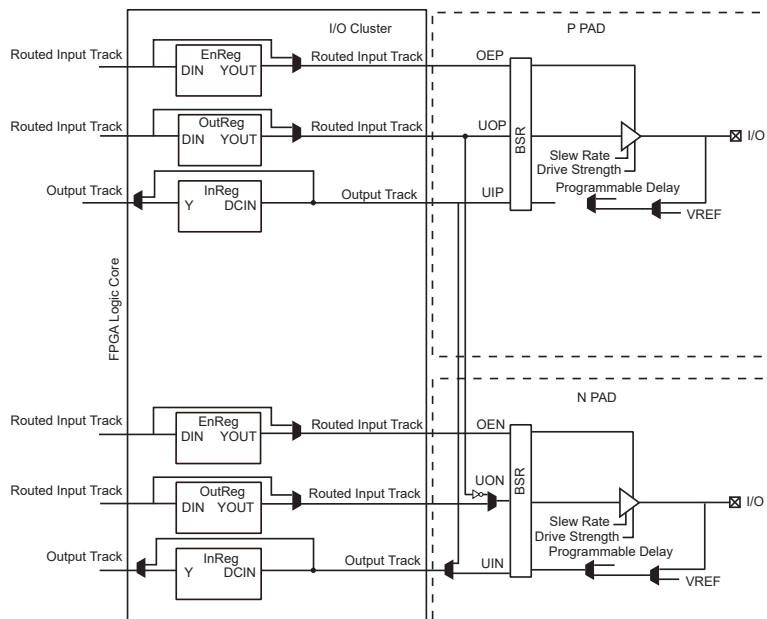 I/O Cluster
P PAD
Routed Input Track
EnReg
DIN YOUT
Routed Input Track
OEP
Routed Input Track
OutReg
DIN YOUT
Routed Input Track
UOP
BSR
I/O
Slew Rate
Drive Strength
Output Track
InReg
Y DCIN
Output Track
UIP
Programmable Delay
VREF
FPGA Logic Core
N PAD
Routed Input Track
EnReg
DIN YOUT
Routed Input Track
OEN
Routed Input Track
OutReg
DIN YOUT
Routed Input Track
UON
BSR
I/O
Slew Rate
Drive Strength
Output Track
InReg
Y DCIN
Output Track
UIN
Programmable Delay
VREF